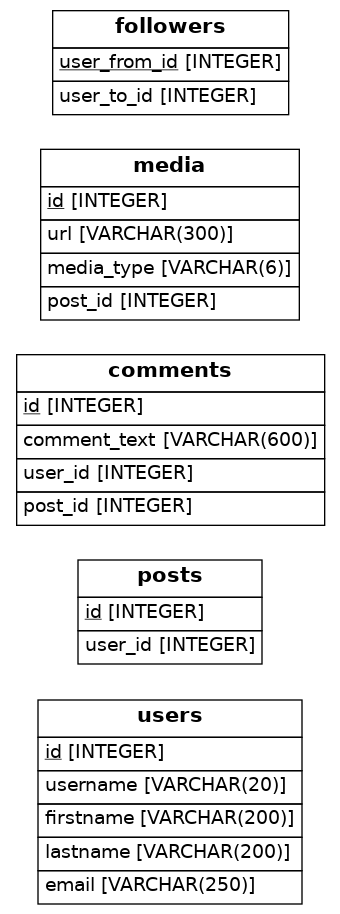 followers
user_from_id [INTEGER]
user_to_id [INTEGER]
media
id [INTEGER]
url [VARCHAR(300)]
media_type [VARCHAR(6)]
post_id [INTEGER]
comments
id [INTEGER]
comment_text [VARCHAR(600)]
user_id [INTEGER]
post_id [INTEGER]
posts
id [INTEGER]
user_id [INTEGER]
users
id [INTEGER]
username [VARCHAR(20)]
firstname [VARCHAR(200)]
lastname [VARCHAR(200)]
email [VARCHAR(250)]